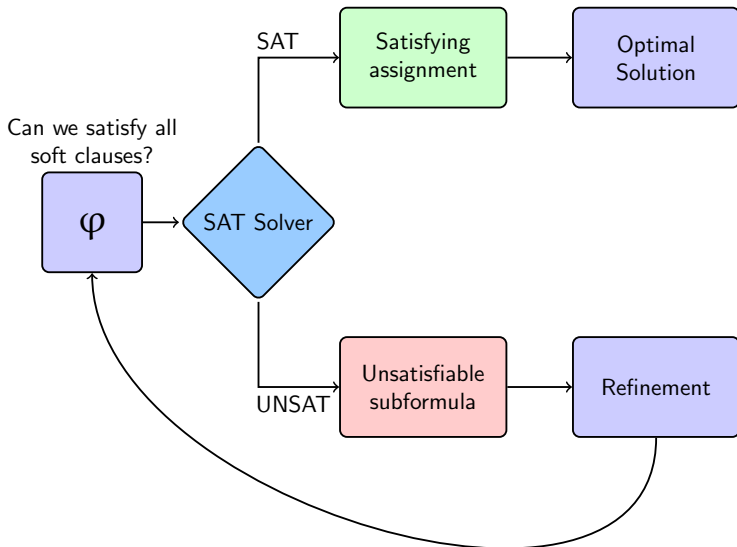 SAT
Satisfying
assignment
Optimal
Solution
Can we satisfy all
soft clauses?
φ
SAT Solver
UNSAT
Unsatisfiable
subformula
Refinement